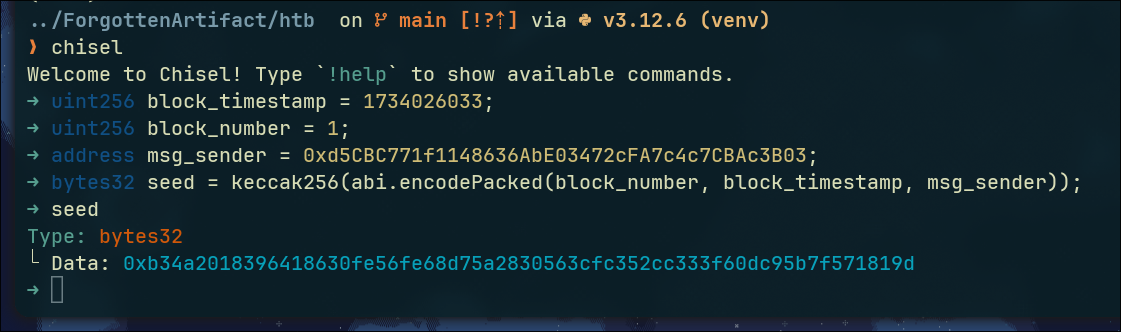 ../ForgottenArtifact/htb on main [!?⇡] via v3.12.6 (venv)
❱ chisel
Welcome to Chisel! Type `!help` to show available commands.
➜ uint256 block_timestamp = 1734026033;
➜ uint256 block_number = 1;
➜ address msg_sender = 0xd5CBC771f1148636AbE03472cFA7c4c7CBAc3B03;
➜ bytes32 seed = keccak256(abi.encodePacked(block_number, block_timestamp, msg_sender));
➜ seed
Type: bytes32
└ Data: 0xb34a2018396418630fe56fe68d75a2830563cfc352cc333f60dc95b7f571819d
➜